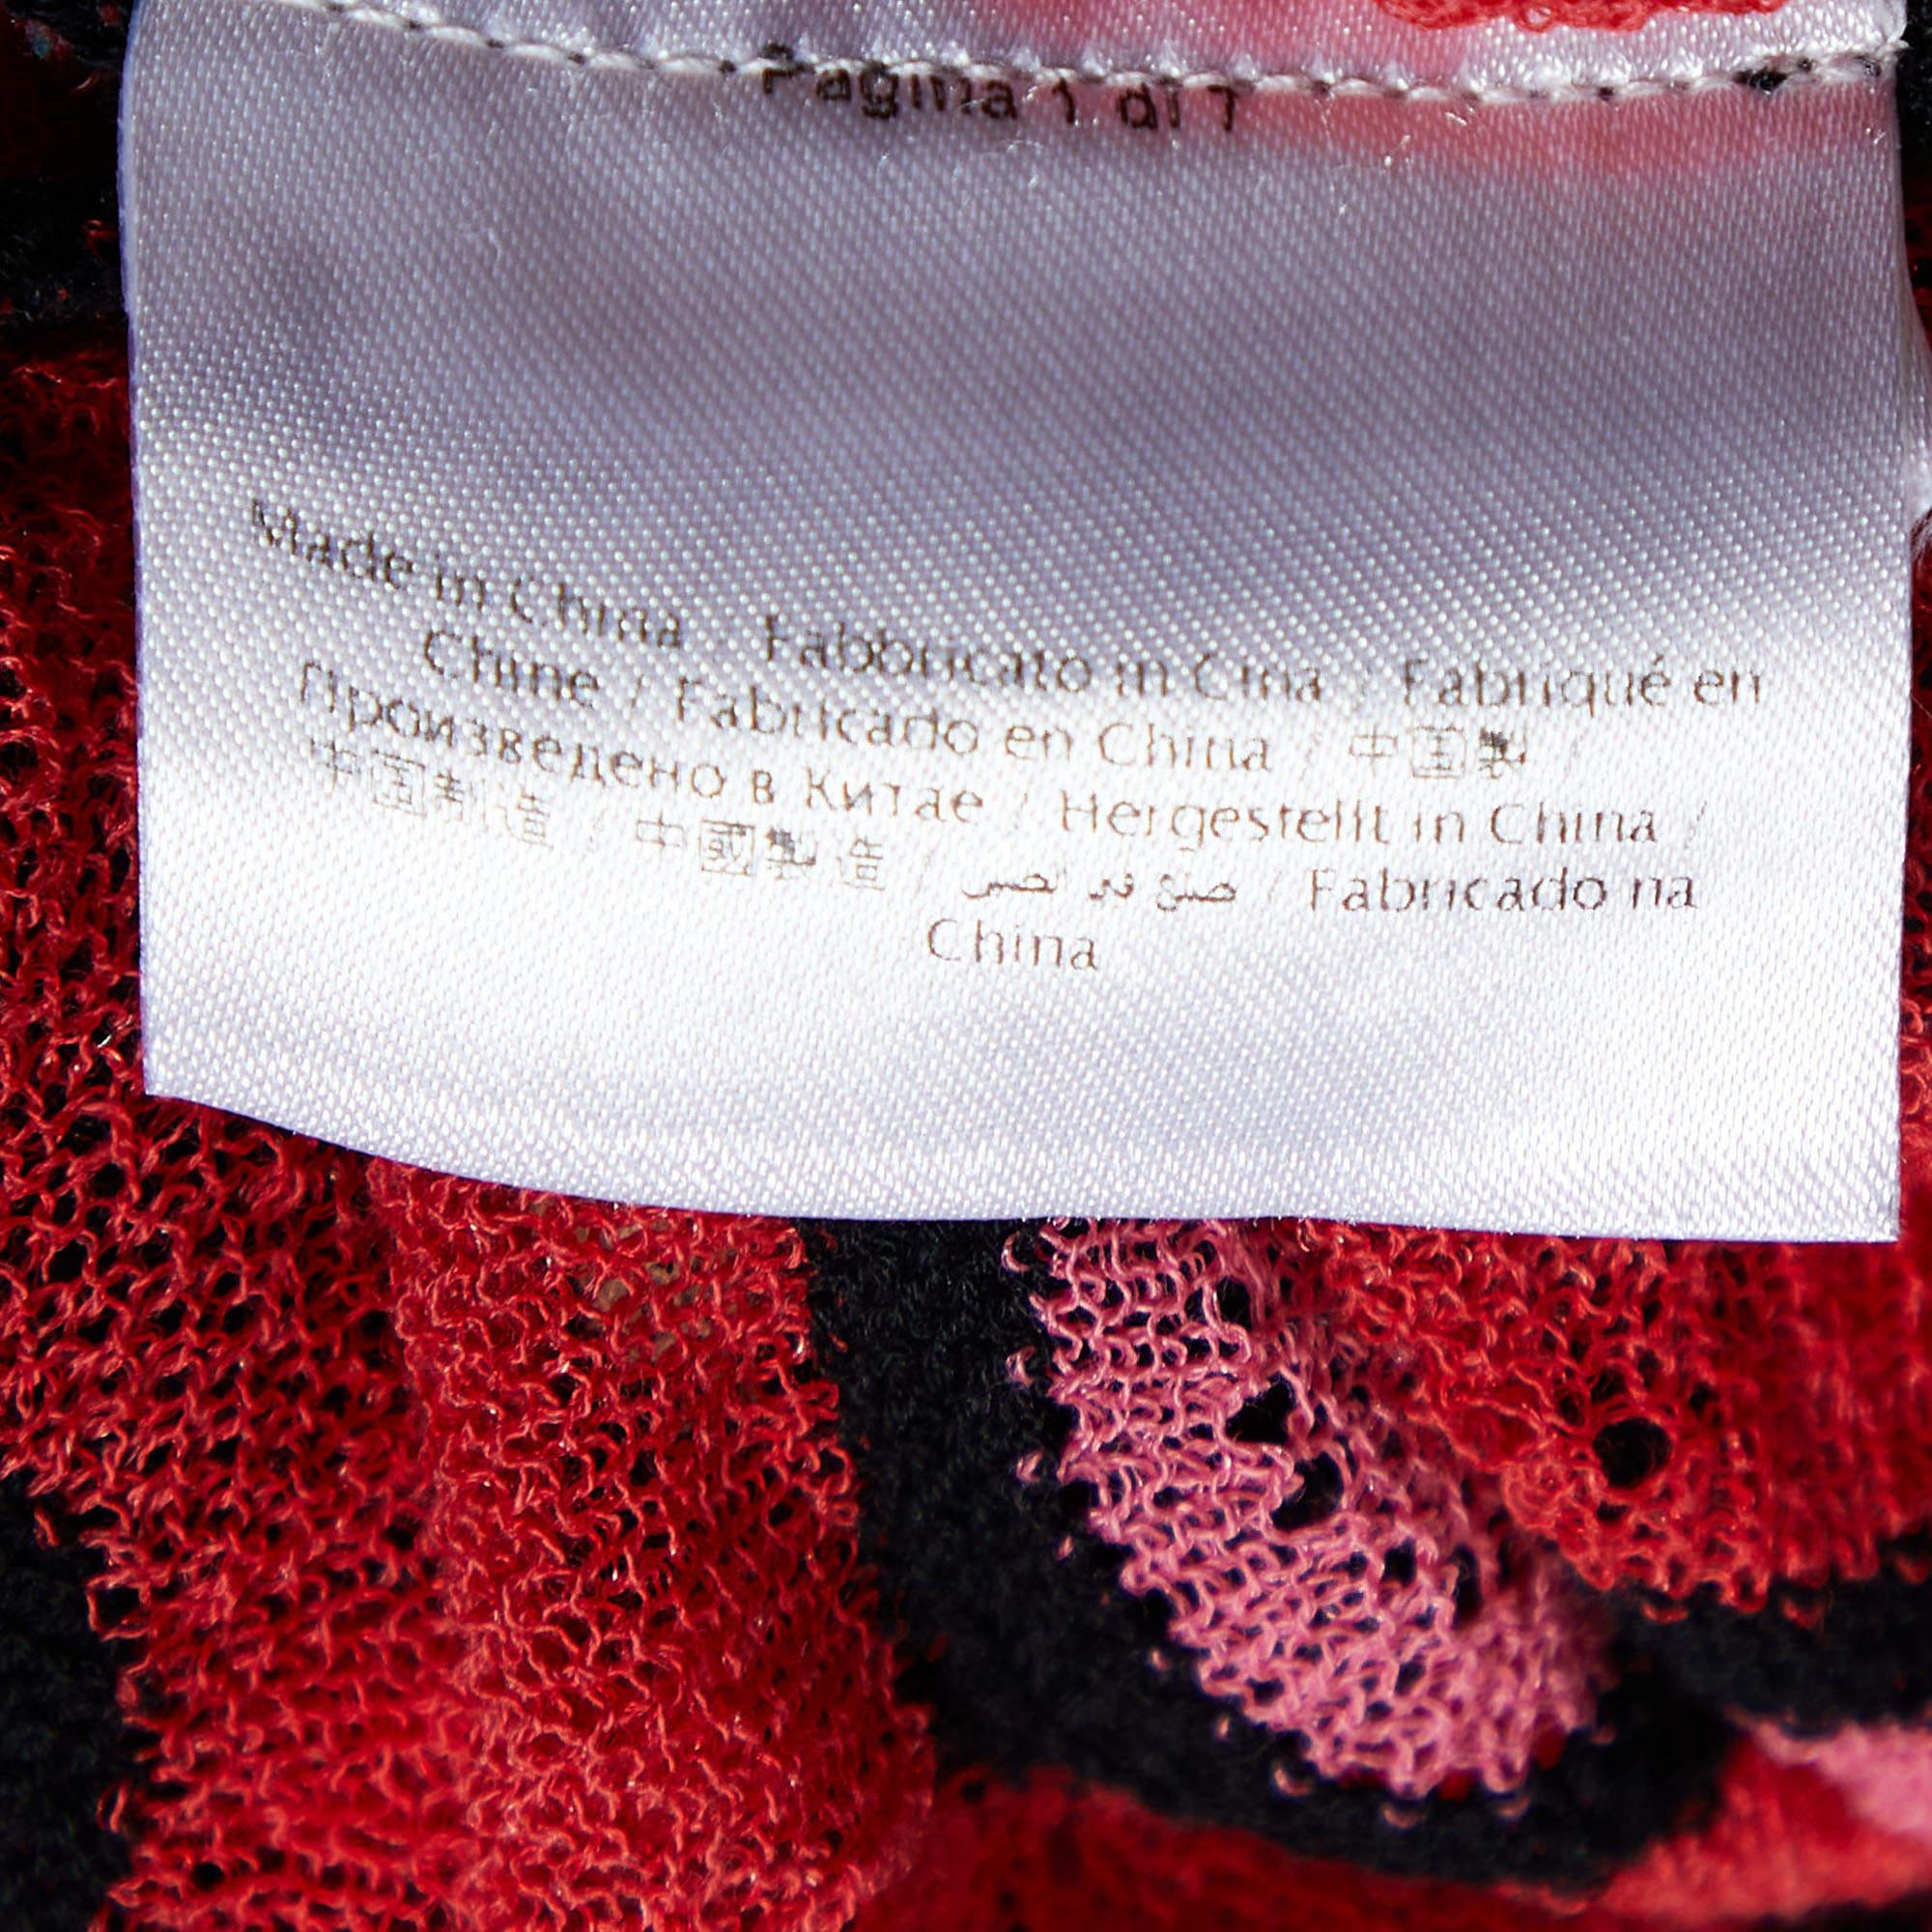 Pagina 1 di 7
Made in China / Fabbricato in Cina / Fabriqué en
Chine / Fabricado en China / 中国製 /
Произведено в Китае / Hergestellt in China /
中国制造 / 中國製造 / صنع في الصين / Fabricado na
China